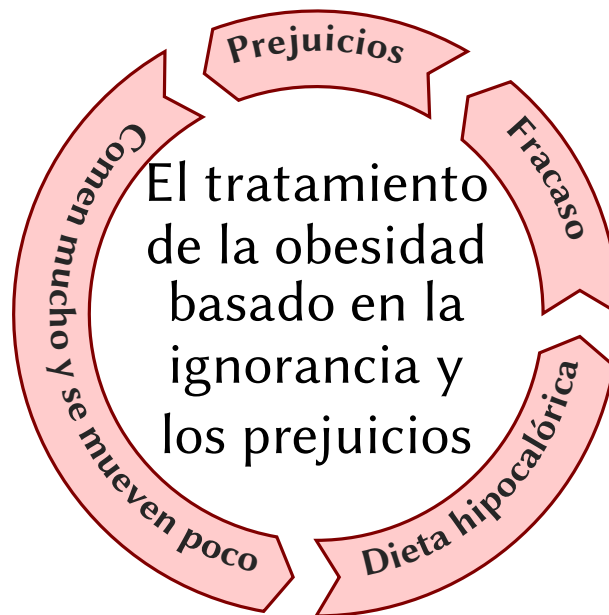 Prejuicios
Fracaso
Comen mucho y se mueven poco
El tratamiento
de la obesidad
basado en la
ignorancia y
los prejuicios
Dieta hipocalórica